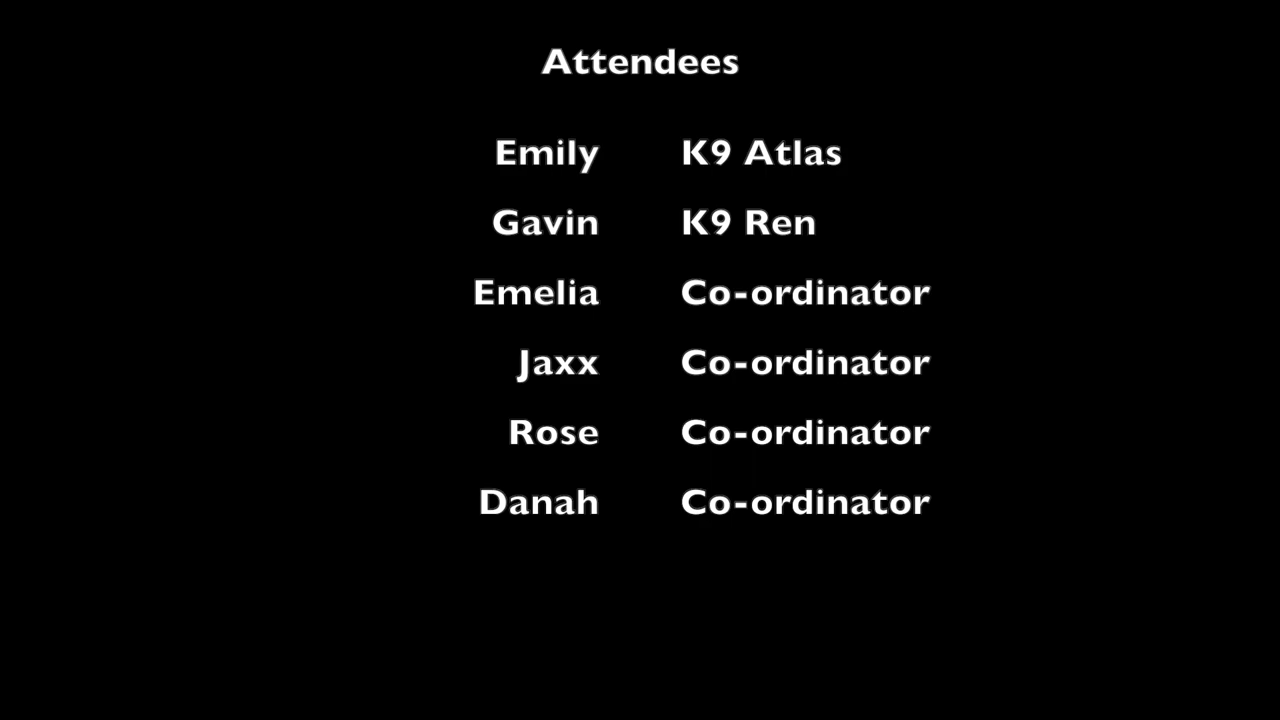 Attendees
Emily K9 Atlas
Gavin K9 Ren
Emelia Co-ordinator
Jaxx Co-ordinator
Rose Co-ordinator
Danah Co-ordinator